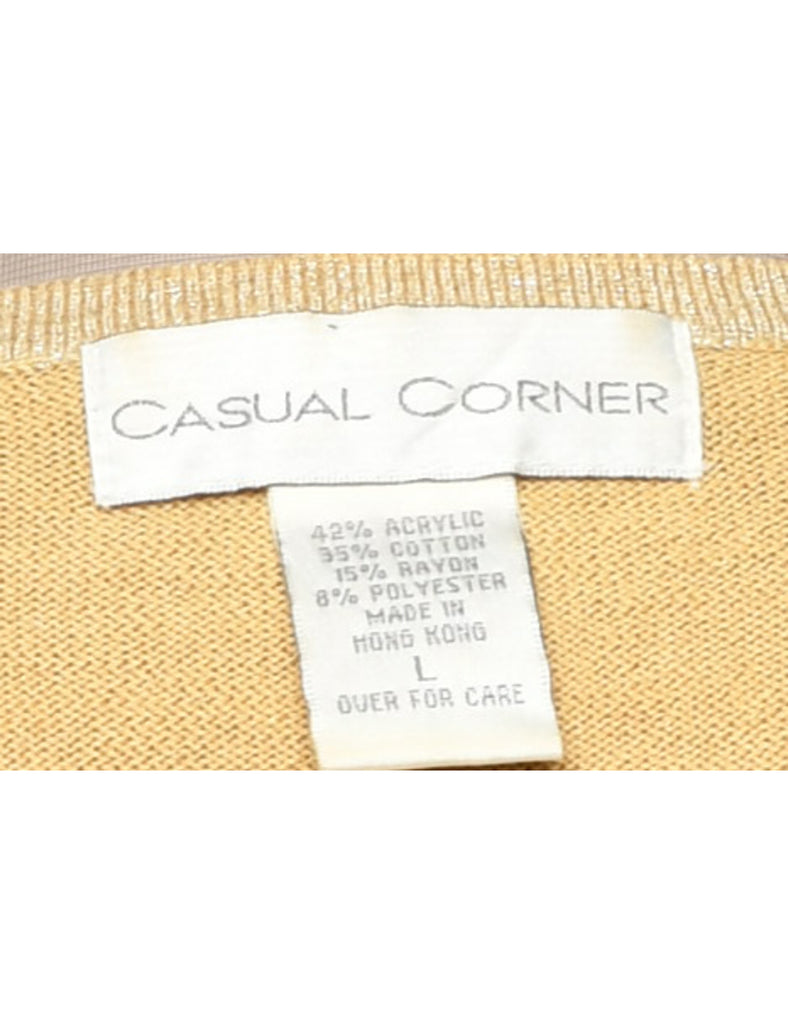 CASUAL CORNER
42% ACRYLIC
35% COTTON
15% RAYON
8% POLYESTER
MADE IN
HONG KONG
L
OVER FOR CARE